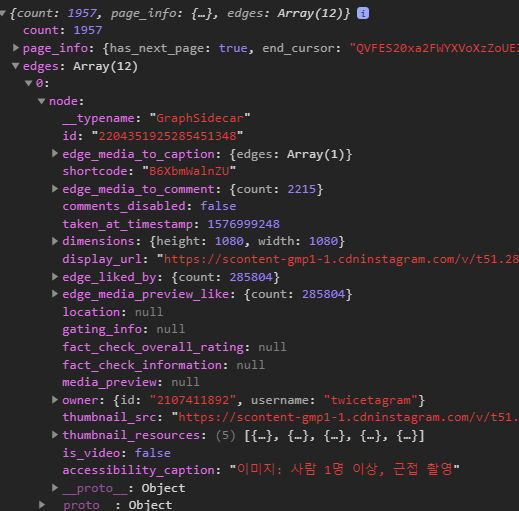 {count: 1957, page_info: {…}, edges: Array(12)} i
count: 1957
page_info: {has_next_page: true, end_cursor: "QVFES20xa2FWYXVoXzZoUE
edges: Array(12)
0:
node:
__typename: "GraphSidecar"
id: "2204351925285451348"
edge_media_to_caption: {edges: Array(1)}
shortcode: "B6XbmWalnZU"
edge_media_to_comment: {count: 2215}
comments_disabled: false
taken_at_timestamp: 1576999248
dimensions: {height: 1080, width: 1080}
display_url: "https://scontent-gmp1-1.cdninstagram.com/v/t51.28
edge_liked_by: {count: 285804}
edge_media_preview_like: {count: 285804}
location: null
gating_info: null
fact_check_overall_rating: null
fact_check_information: null
media_preview: null
owner: {id: "2107411892", username: "twicetagram"}
thumbnail_src: "https://scontent-gmp1-1.cdninstagram.com/v/t51.
thumbnail_resources: (5) [{…}, {…}, {…}, {…}, {…}]
is_video: false
accessibility_caption: "이미지: 사람 1명 이상, 근접 촬영"
__proto__: Object
proto : Object